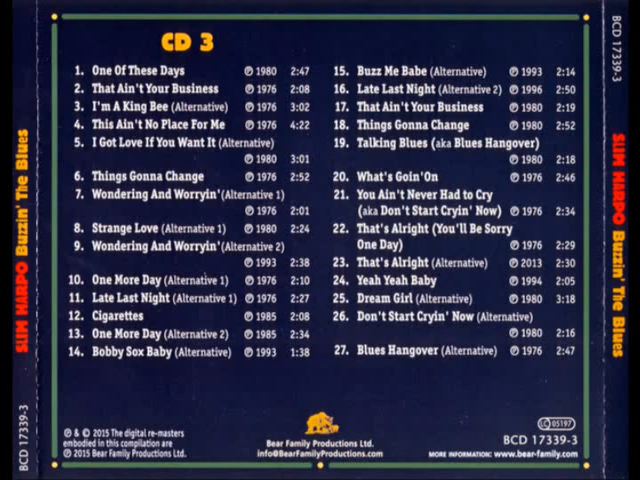 CD 3
1. One Of These Days ℗ 1980 2:47
2. That Ain't Your Business ℗ 1976 2:08
3. I'm A King Bee (Alternative) ℗ 1976 3:02
4. This Ain't No Place For Me ℗ 1976 4:22
5. I Got Love If You Want It (Alternative)
℗ 1980 3:01
6. Things Gonna Change ℗ 1976 2:52
7. Wondering And Worryin' (Alternative 1)
℗ 1976 2:01
8. Strange Love (Alternative 1) ℗ 1980 2:24
9. Wondering And Worryin' (Alternative 2)
℗ 1993 2:38
10. One More Day (Alternative 1) ℗ 1976 2:10
11. Late Last Night (Alternative 1) ℗ 1976 2:27
12. Cigarettes ℗ 1985 2:08
13. One More Day (Alternative 2) ℗ 1985 2:34
14. Bobby Sox Baby (Alternative) ℗ 1993 1:38
15. Buzz Me Babe (Alternative) ℗ 1993 2:14
16. Late Last Night (Alternative 2) ℗ 1996 2:50
17. That Ain't Your Business ℗ 1980 2:19
18. Things Gonna Change ℗ 1980 2:52
19. Talking Blues (aka Blues Hangover)
℗ 1980 2:18
20. What's Goin'On ℗ 1976 2:46
21. You Ain't Never Had to Cry
(aka Don't Start Cryin' Now) ℗ 1976 2:34
22. That's Alright (You'll Be Sorry
One Day) ℗ 1976 2:29
23. That's Alright (Alternative) ℗ 2013 2:30
24. Yeah Yeah Baby ℗ 1994 2:05
25. Dream Girl (Alternative) ℗ 1980 3:18
26. Don't Start Cryin' Now (Alternative)
℗ 1980 2:16
27. Blues Hangover (Alternative) ℗ 1976 2:47
℗ & © 2015 The digital re-masters
embodied in this compilation are
℗ 2015 Bear Family Productions Ltd.
Bear Family Productions Ltd.
info@BearFamilyProductions.com
LC 05197
BCD 17339-3
MORE INFORMATION: www.bear-family.com
SLIM HARPO Buzzin' The Blues
BCD 17339-3
BCD 17339-3
SLIM HARPO Buzzin' The Blues